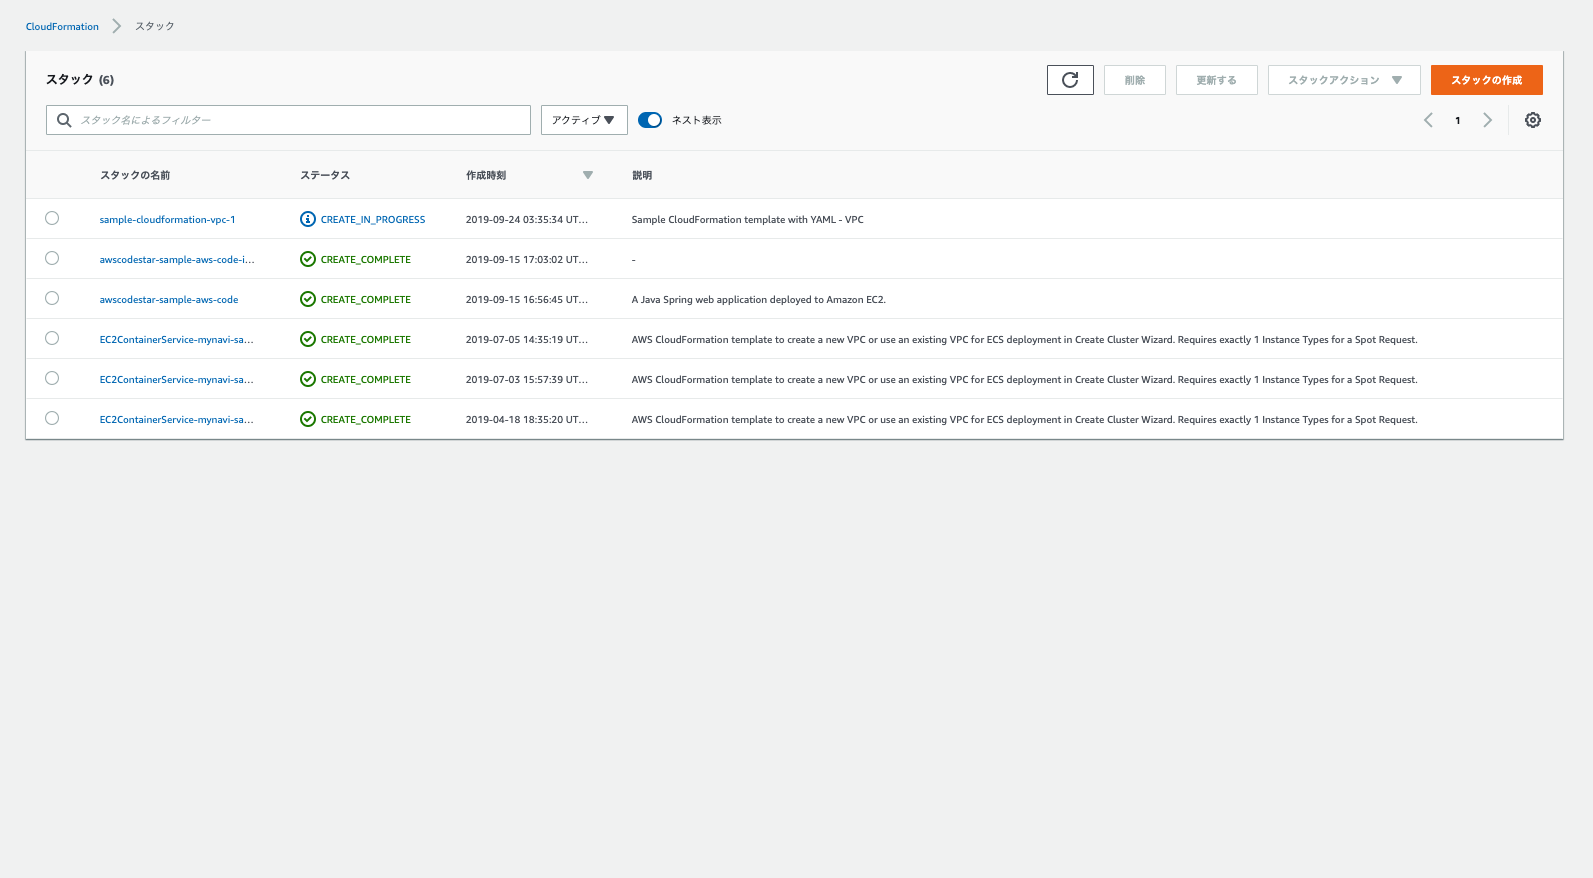 CloudFormation スタック
スタック (6) 削除 更新する スタックアクション スタックの作成
スタック名によるフィルター アクティブ ネスト表示 1
スタックの名前 ステータス 作成時刻 説明
sample-cloudformation-vpc-1 CREATE_IN_PROGRESS 2019-09-24 03:35:34 UT... Sample CloudFormation template with YAML - VPC
awscodestar-sample-aws-code-i... CREATE_COMPLETE 2019-09-15 17:03:02 UT... -
awscodestar-sample-aws-code CREATE_COMPLETE 2019-09-15 16:56:45 UT... A Java Spring web application deployed to Amazon EC2.
EC2ContainerService-mynavi-sa... CREATE_COMPLETE 2019-07-05 14:35:19 UT... AWS CloudFormation template to create a new VPC or use an existing VPC for ECS deployment in Create Cluster Wizard. Requires exactly 1 Instance Types for a Spot Request.
EC2ContainerService-mynavi-sa... CREATE_COMPLETE 2019-07-03 15:57:39 UT... AWS CloudFormation template to create a new VPC or use an existing VPC for ECS deployment in Create Cluster Wizard. Requires exactly 1 Instance Types for a Spot Request.
EC2ContainerService-mynavi-sa... CREATE_COMPLETE 2019-04-18 18:35:20 UT... AWS CloudFormation template to create a new VPC or use an existing VPC for ECS deployment in Create Cluster Wizard. Requires exactly 1 Instance Types for a Spot Request.